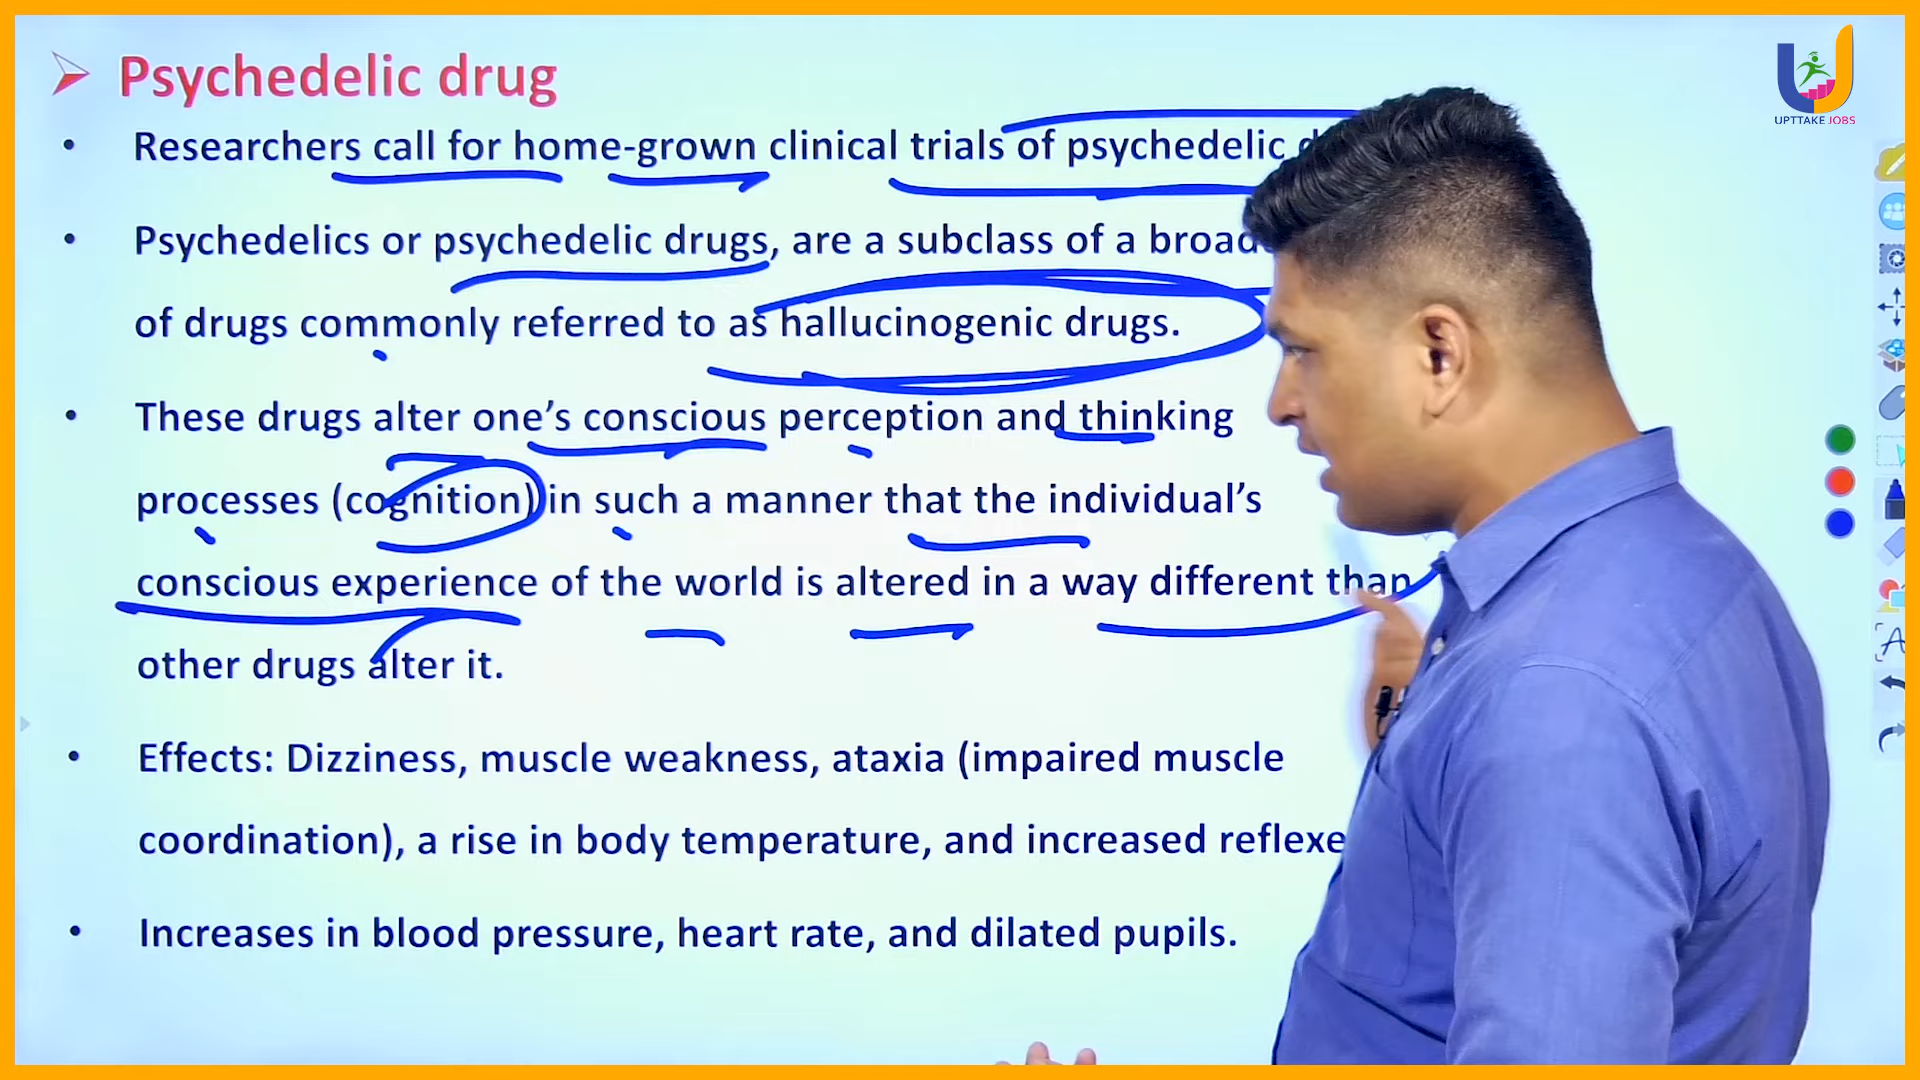 Psychedelic drug
UPTTAKE JOBS
• Researchers call for home-grown clinical trials of psychedelic
• Psychedelics or psychedelic drugs, are a subclass of a
of drugs commonly referred to as hallucinogenic drugs.
• These drugs alter one’s conscious perception and thinking
processes (cognition) in such a manner that the individual’s
conscious experience of the world is altered in a way different than
other drugs alter it.
• Effects: Dizziness, muscle weakness, ataxia (impaired muscle
coordination), a rise in body temperature, and increased
• Increases in blood pressure, heart rate, and dilated pupils.